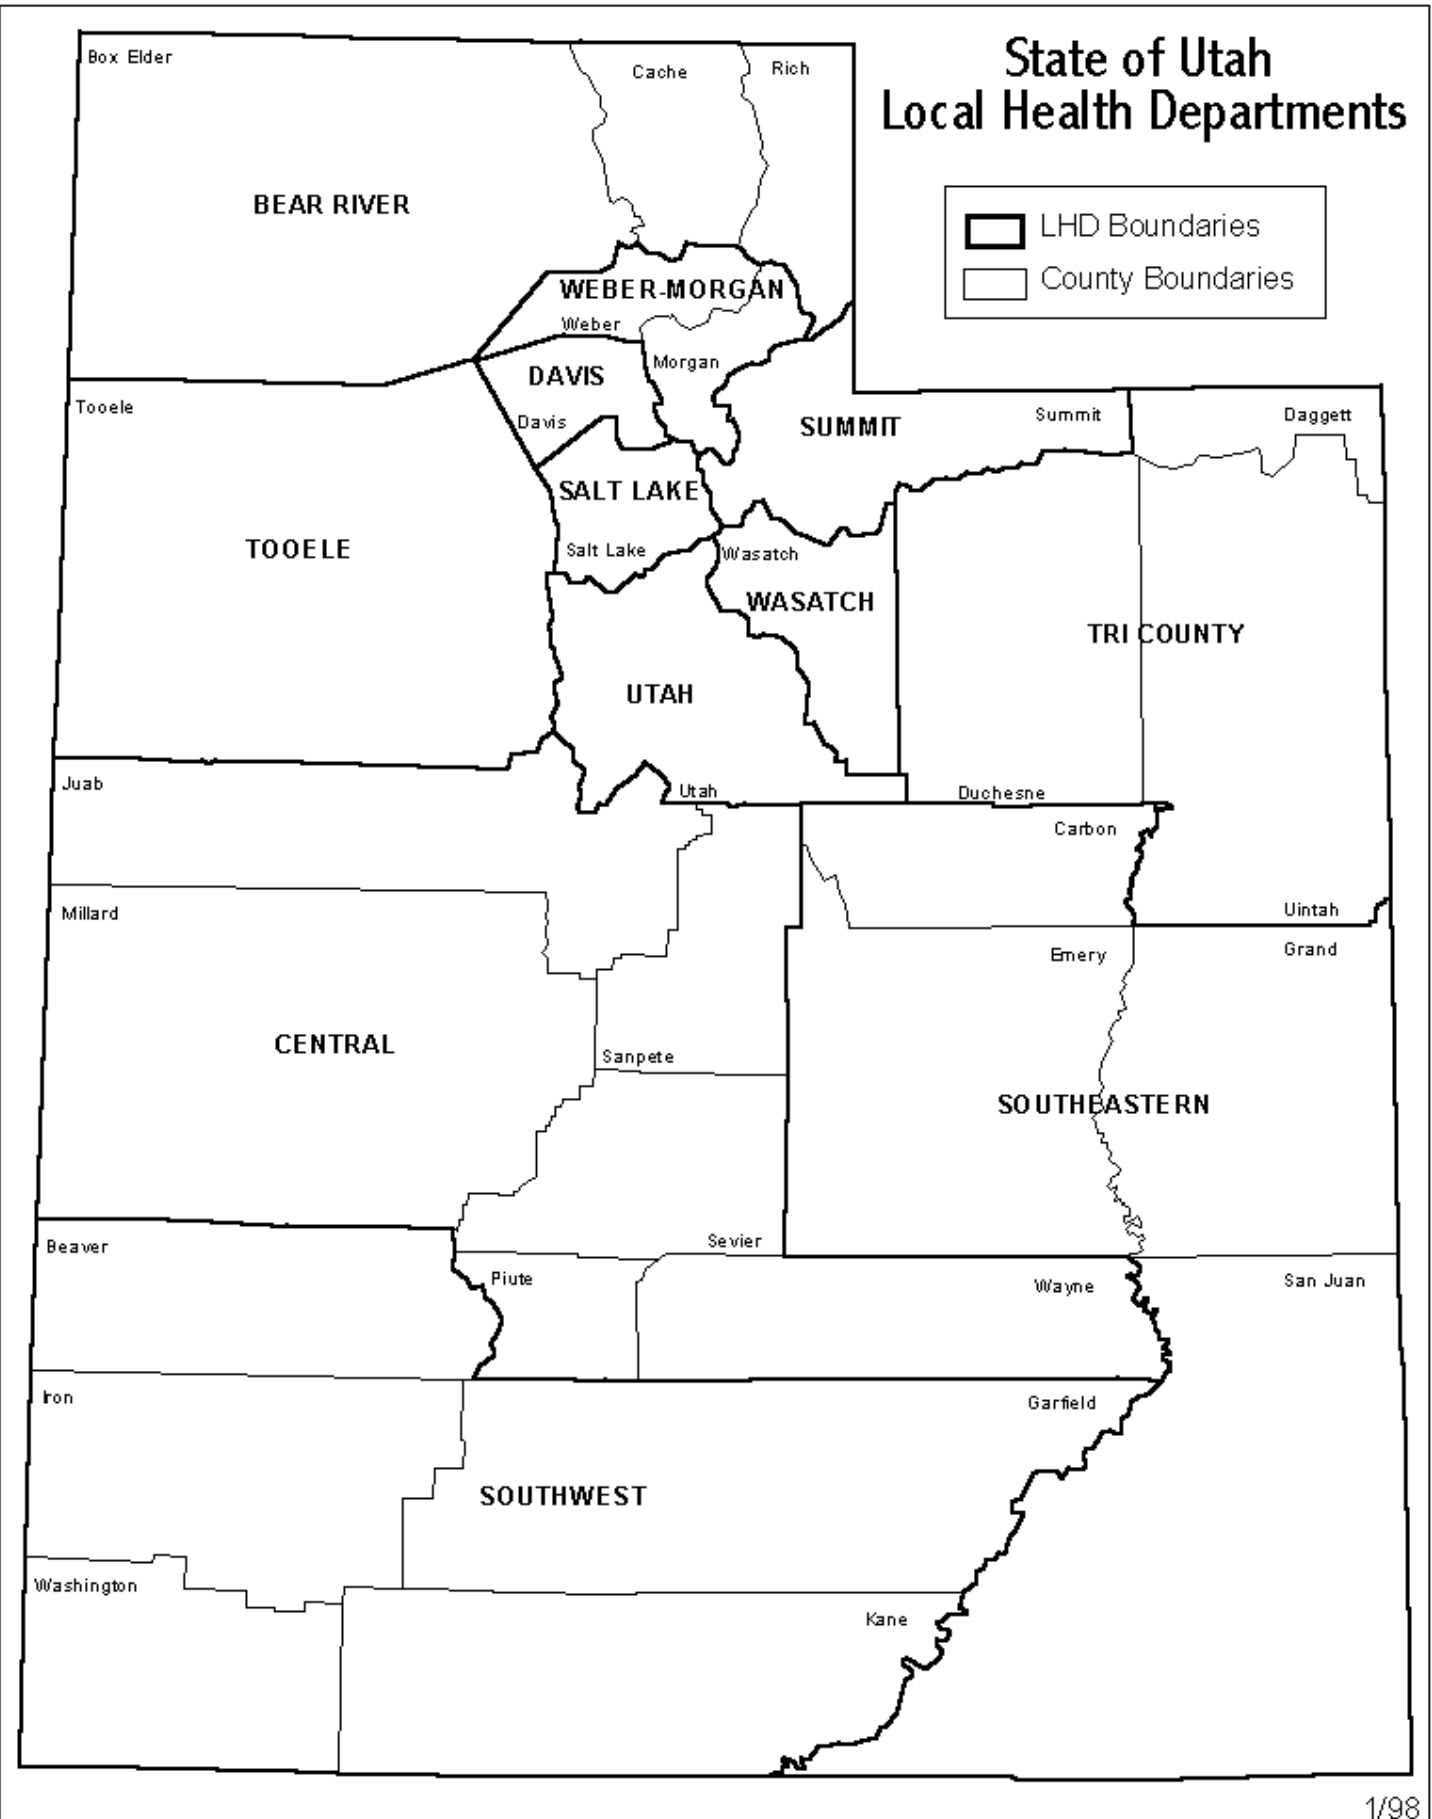 State of Utah
Local Health Departments
LHD Boundaries
County Boundaries
Box Elder
Cache
Rich
BEAR RIVER
WEBER-MORGAN
Weber
Morgan
DAVIS
Davis
Tooele
SUMMIT
Summit
Daggett
SALT LAKE
Salt Lake
TOOELE
Wasatch
WASATCH
TRI COUNTY
UTAH
Juab
Utah
Duchesne
Carbon
Millard
Uintah
Emery
Grand
CENTRAL
Sanpete
SOUTHEASTERN
Beaver
Sevier
Piute
Wayne
San Juan
Iron
Garfield
SOUTHWEST
Washington
Kane
1/98